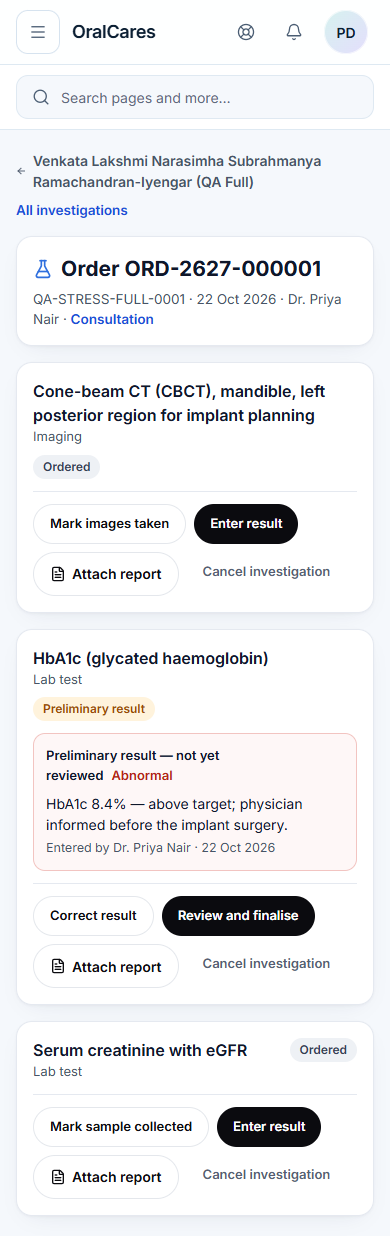 OralCares
PD
Search pages and more...
Venkata Lakshmi Narasimha Subrahmanya
Ramachandran-Iyengar (QA Full)
All investigations
Order ORD-2627-000001
QA-STRESS-FULL-0001 · 22 Oct 2026 · Dr. Priya
Nair · Consultation
Cone-beam CT (CBCT), mandible, left
posterior region for implant planning
Imaging
Ordered
Mark images taken
Enter result
Attach report
Cancel investigation
HbA1c (glycated haemoglobin)
Lab test
Preliminary result
Preliminary result — not yet
reviewed Abnormal
HbA1c 8.4% — above target; physician
informed before the implant surgery.
Entered by Dr. Priya Nair · 22 Oct 2026
Correct result
Review and finalise
Attach report
Cancel investigation
Serum creatinine with eGFR
Ordered
Lab test
Mark sample collected
Enter result
Attach report
Cancel investigation